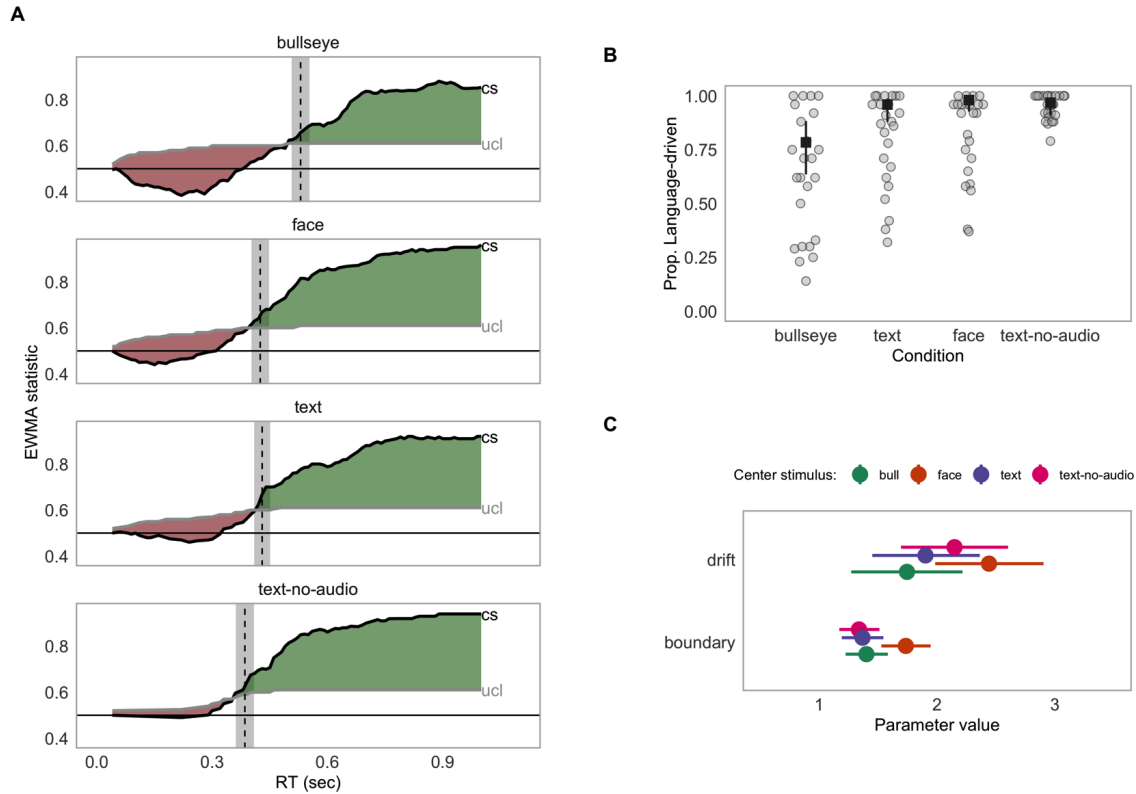 A
bullseye
0.8
0.6
0.4
cs
ucl
face
0.8
0.6
0.4
cs
ucl
text
0.8
0.6
0.4
cs
ucl
text-no-audio
0.8
0.6
0.4
cs
ucl
0.0 0.3 0.6 0.9
RT (sec)
EWMA statistic
B
1.00
0.75
0.50
0.25
0.00
Prop. Language-driven
bullseye text face text-no-audio
Condition
C
Center stimulus: bull face text text-no-audio
drift
boundary
1 2 3
Parameter value